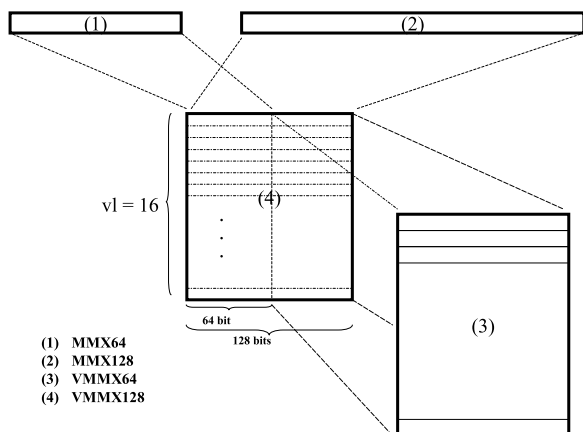 (1)
(2)
vl = 16
(4)
(3)
64 bit
128 bits
(1) MMX64
(2) MMX128
(3) VMMX64
(4) VMMX128